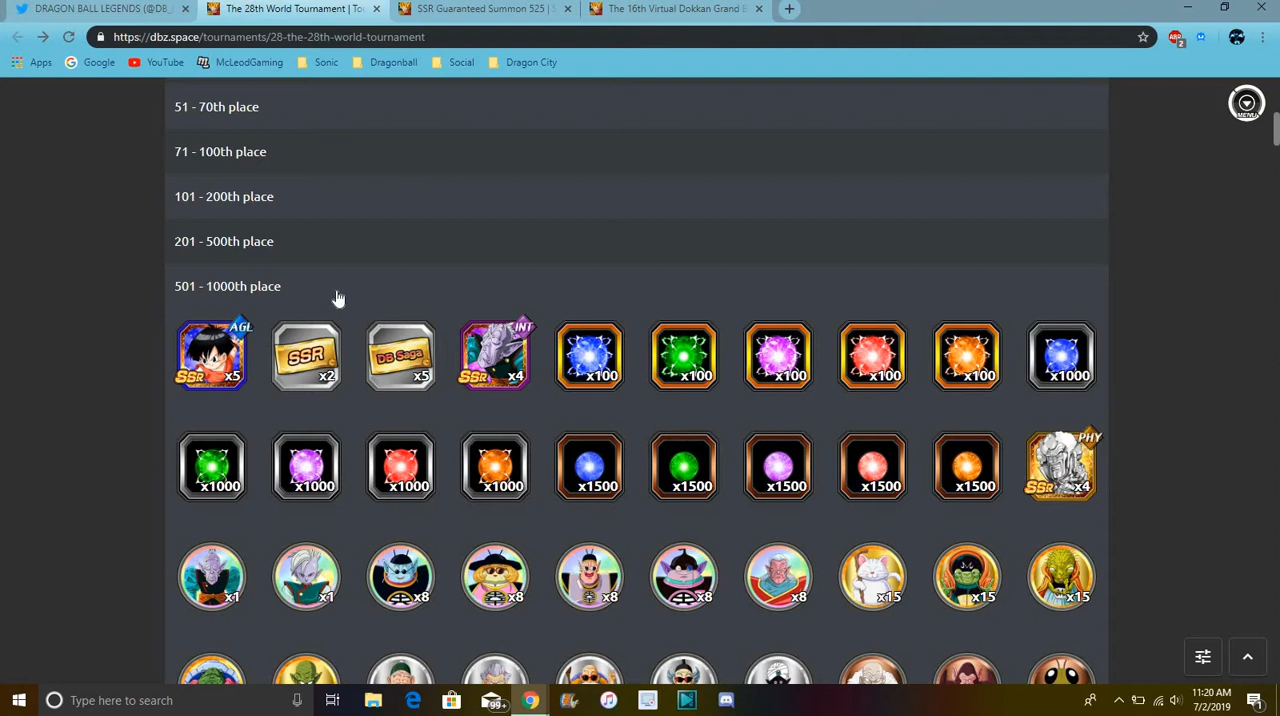 DRAGON BALL LEGENDS (@DB_
The 28th World Tournament | To
SSR Guaranteed Summon 525 | S
The 16th Virtual Dokkan Grand B
https://dbz.space/tournaments/28-the-28th-world-tournament
2
Apps Google YouTube McLeodGaming Sonic Dragonball Social Dragon City
MENU
51 - 70th place
71 - 100th place
101 - 200th place
201 - 500th place
501 - 1000th place
AGL SSR x5
SSR x2
DB Saga x5
INT SSR x4
x100
x100
x100
x100
x100
x1000
x1000
x1000
x1000
x1000
x1500
x1500
x1500
x1500
x1500
PHY SSR x4
x1
x1
x8
x8
x8
x8
x8
x15
x15
x15
Type here to search
99+
11:20 AM
7/2/2019
1